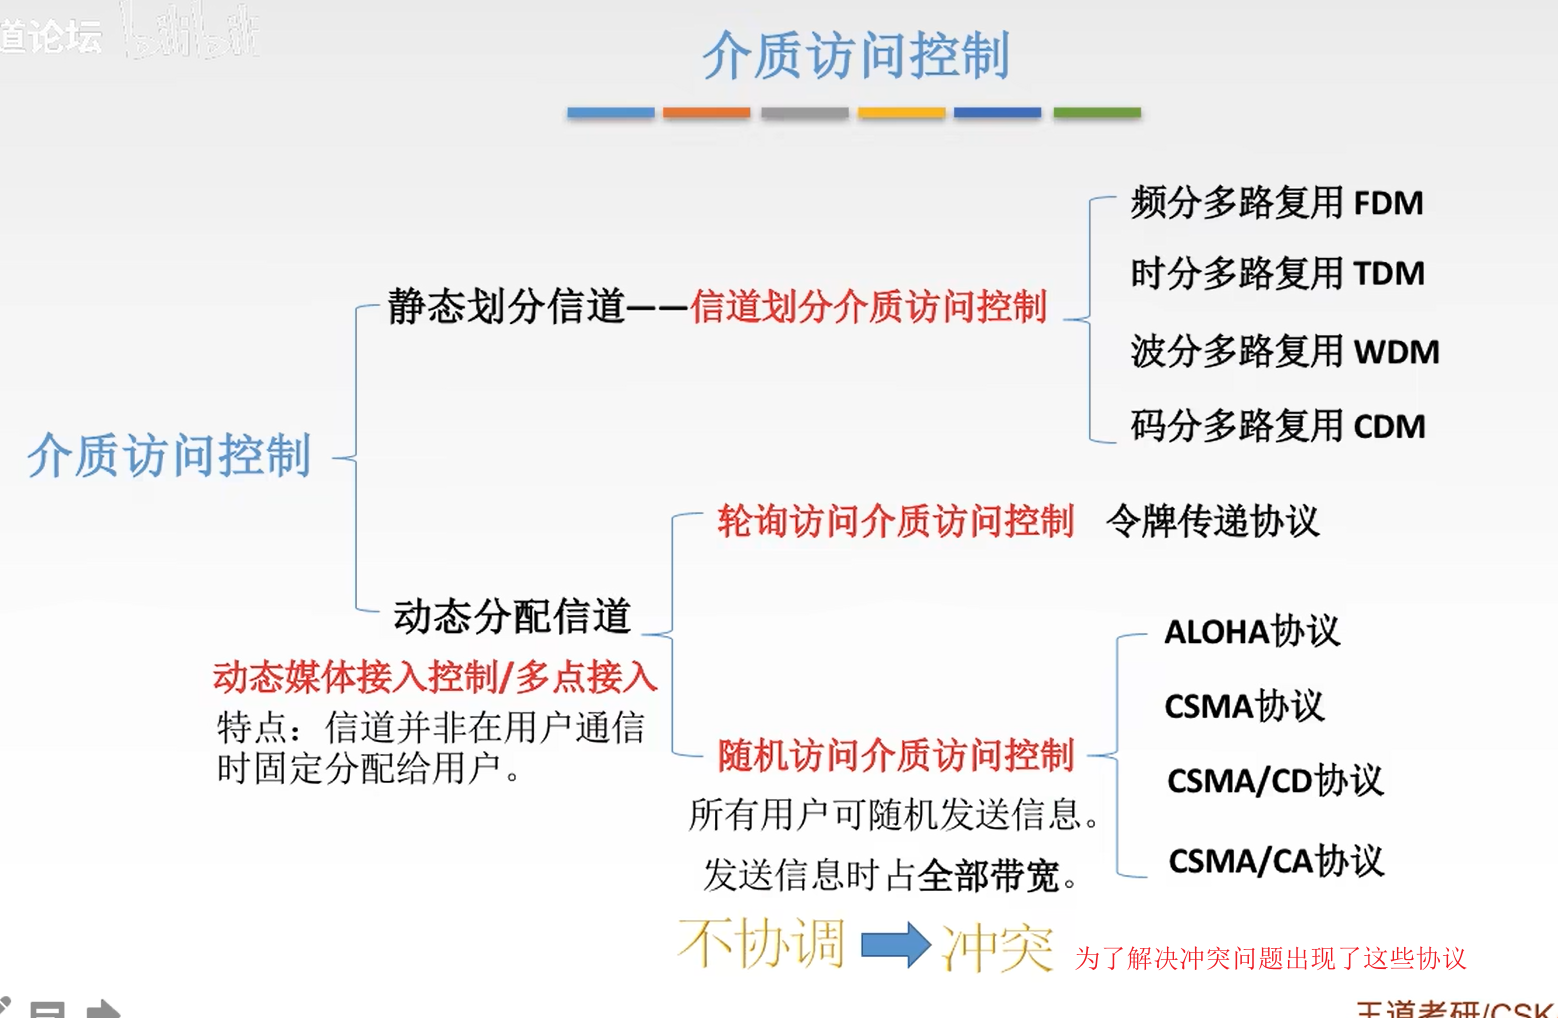 道论坛 bilibili
介质访问控制
频分多路复用 FDM
时分多路复用 TDM
静态划分信道——信道划分介质访问控制
波分多路复用 WDM
码分多路复用 CDM
介质访问控制
轮询访问介质访问控制 令牌传递协议
动态分配信道
动态媒体接入控制/多点接入
特点：信道并非在用户通信
时固定分配给用户。
ALOHA协议
CSMA协议
随机访问介质访问控制
CSMA/CD协议
所有用户可随机发送信息。
发送信息时占全部带宽。
CSMA/CA协议
不协调 冲突
为了解决冲突问题出现了这些协议
王道考研/CSK